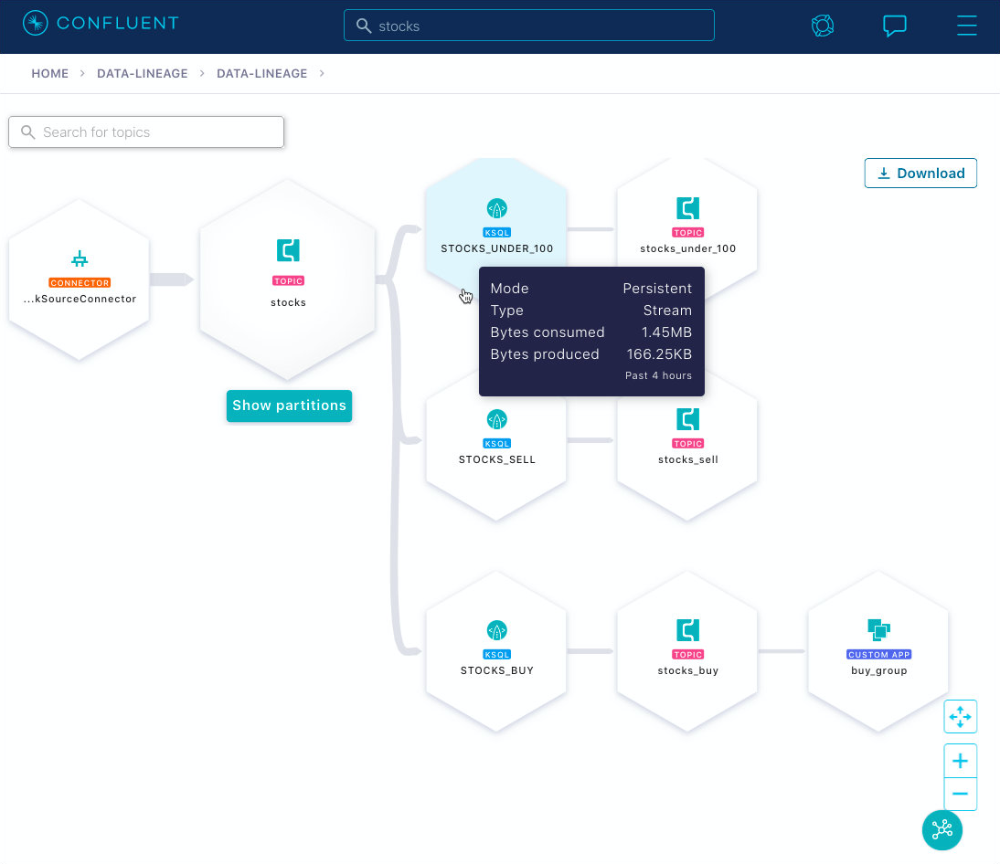 CONFLUENT
stocks
HOME > DATA-LINEAGE > DATA-LINEAGE >
Search for topics
Download
CONNECTOR
...kSourceConnector
TOPIC
stocks
Show partitions
KSQL
STOCKS_UNDER_100
TOPIC
stocks_under_100
Mode Persistent
Type Stream
Bytes consumed 1.45MB
Bytes produced 166.25KB
Past 4 hours
KSQL
STOCKS_SELL
TOPIC
stocks_sell
KSQL
STOCKS_BUY
TOPIC
stocks_buy
CUSTOM APP
buy_group